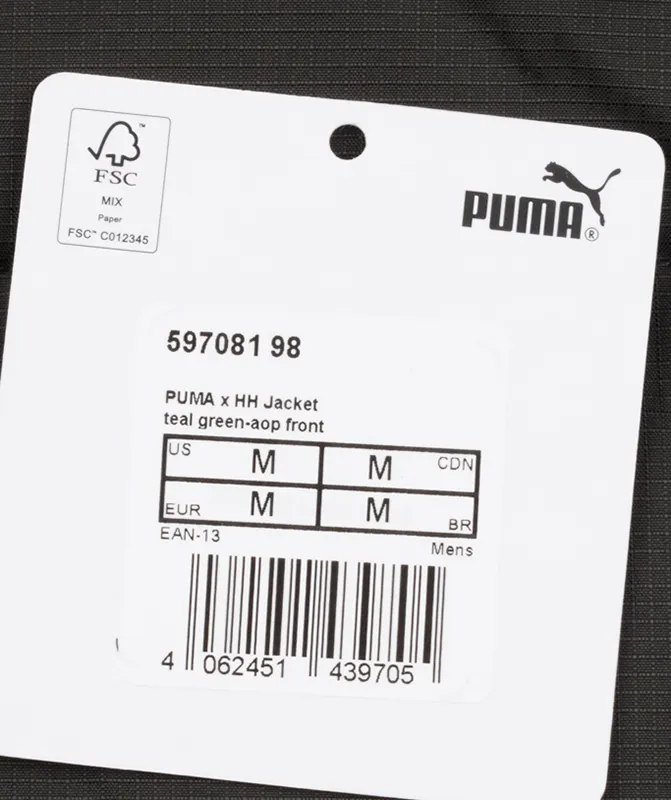 FSC™
MIX
Paper
FSC™ C012345
PUMA®
597081 98
PUMA x HH Jacket
teal green-aop front
US M M CDN
EUR M M BR
EAN-13 Mens
4 062451 439705